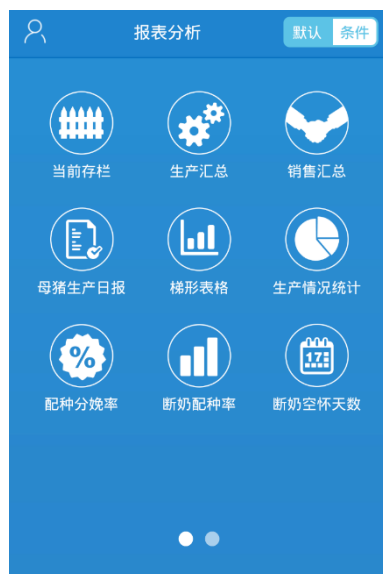 报表分析
默认 条件
当前存栏
生产汇总
销售汇总
母猪生产日报
梯形表格
生产情况统计
%
配种分娩率
断奶配种率
17
断奶空怀天数